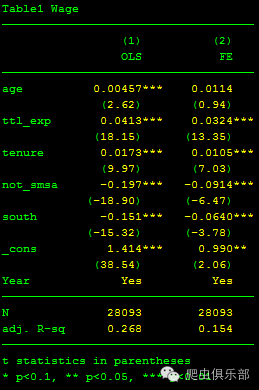 Table1 Wage
(1) (2)
OLS FE
age 0.00457*** 0.0114
(2.62) (0.94)
ttl_exp 0.0413*** 0.0324***
(18.15) (13.35)
tenure 0.0173*** 0.0105***
(9.97) (7.03)
not_smsa -0.197*** -0.0914***
(-18.90) (-6.47)
south -0.151*** -0.0640***
(-15.32) (-3.78)
_cons 1.414*** 0.990**
(38.54) (2.06)
Year Yes Yes
N 28093 28093
adj. R-sq 0.268 0.154
t statistics in parentheses
* p<0.1, ** p<0.05, ***
爬虫俱乐部